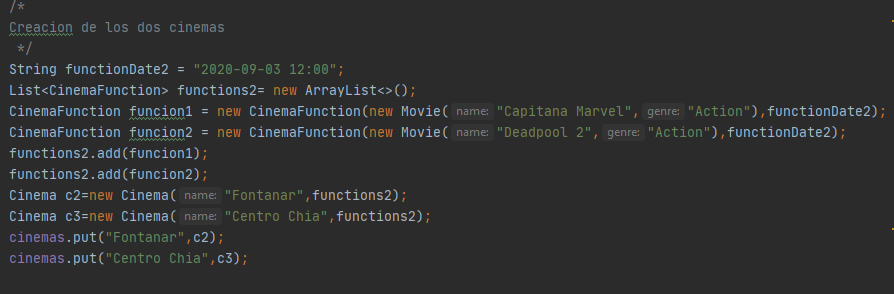 /*
Creacion de los dos cinemas
*/
String functionDate2 = "2020-09-03 12:00";
List<CinemaFunction> functions2= new ArrayList<>();
CinemaFunction funcion1 = new CinemaFunction(new Movie( name: "Capitana Marvel", genre: "Action"),functionDate2);
CinemaFunction funcion2 = new CinemaFunction(new Movie( name: "Deadpool 2", genre: "Action"),functionDate2);
functions2.add(funcion1);
functions2.add(funcion2);
Cinema c2=new Cinema( name: "Fontanar",functions2);
Cinema c3=new Cinema( name: "Centro Chia",functions2);
cinemas.put("Fontanar",c2);
cinemas.put("Centro Chia",c3);